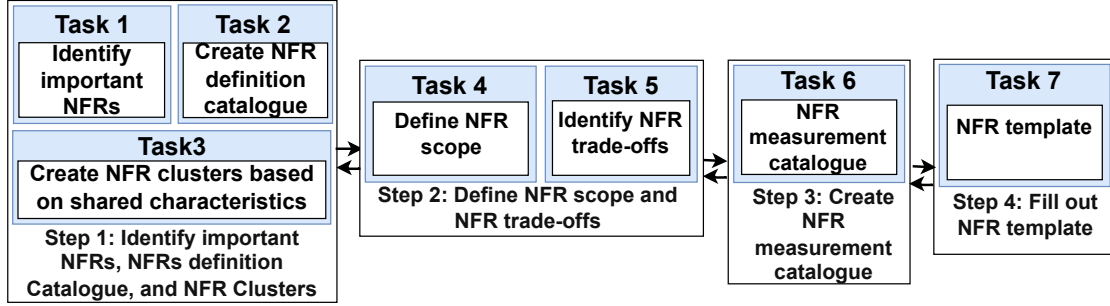 Task 1
Identify
important
NFRs
Task 2
Create NFR
definition
catalogue
Task3
Create NFR clusters based
on shared characteristics
Step 1: Identify important
NFRs, NFRs definition
Catalogue, and NFR Clusters
Task 4
Define NFR
scope
Task 5
Identify NFR
trade-offs
Step 2: Define NFR scope and
NFR trade-offs
Task 6
NFR
measurement
catalogue
Step 3: Create
NFR
measurement
catalogue
Task 7
NFR template
Step 4: Fill out
NFR template